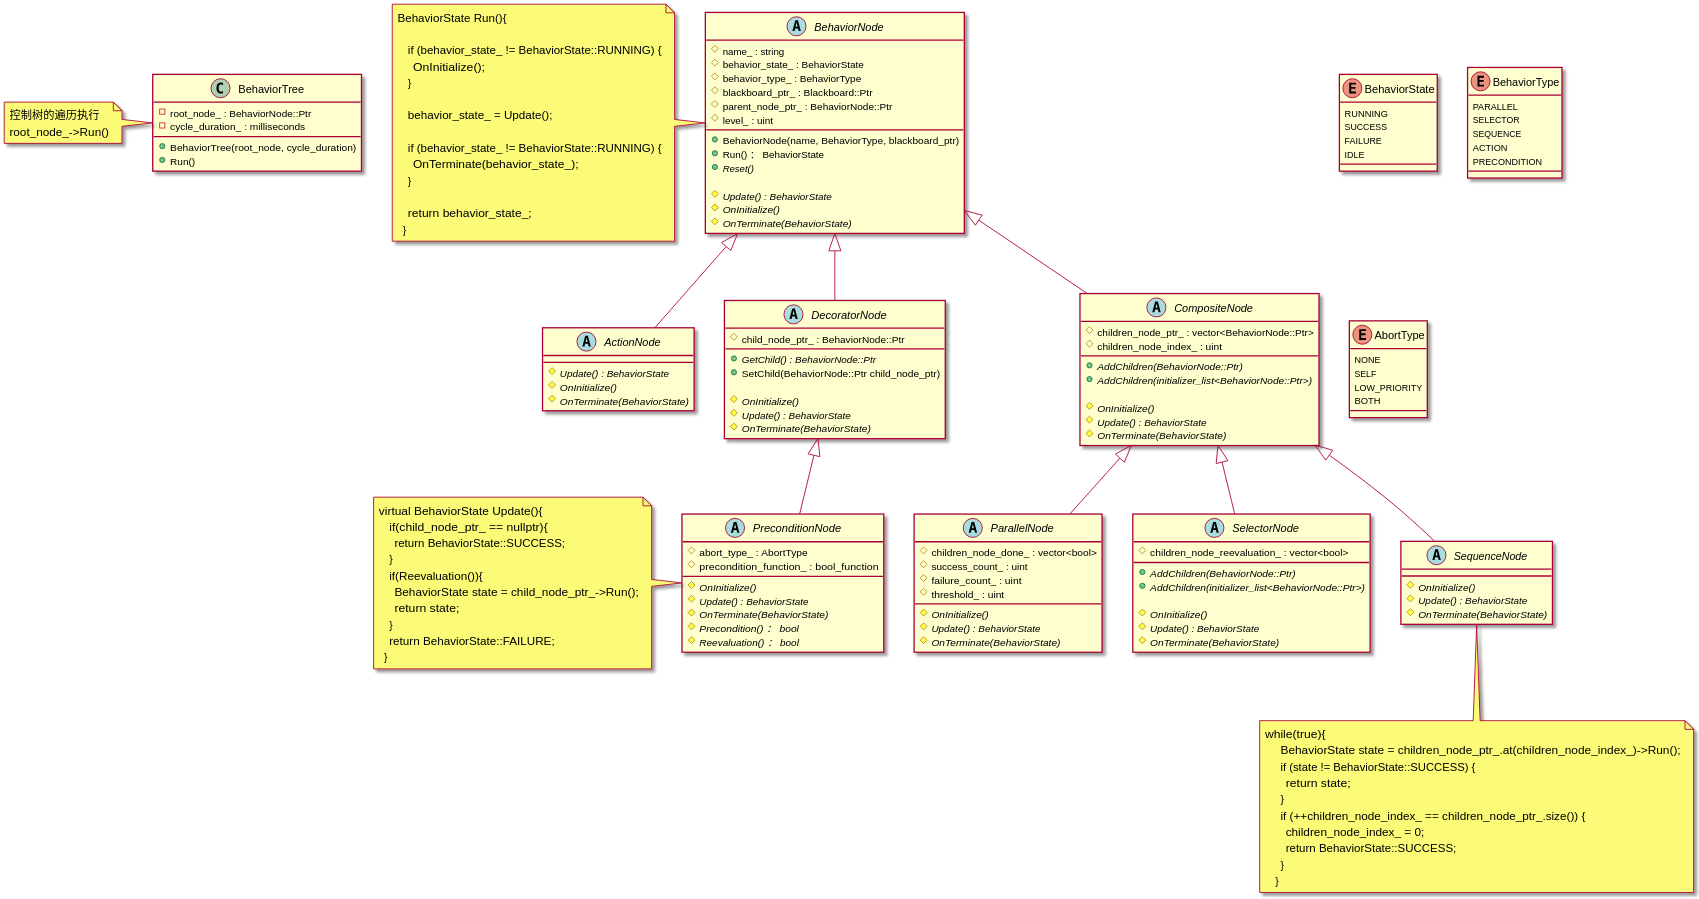 BehaviorState Run(){
if (behavior_state_ != BehaviorState::RUNNING) {
OnInitialize();
}
behavior_state_ = Update();
if (behavior_state_ != BehaviorState::RUNNING) {
OnTerminate(behavior_state_);
}
return behavior_state_;
}
A BehaviorNode
name_ : string
behavior_state_ : BehaviorState
behavior_type_ : BehaviorType
blackboard_ptr_ : Blackboard::Ptr
parent_node_ptr_ : BehaviorNode::Ptr
level_ : uint
BehaviorNode(name, BehaviorType, blackboard_ptr)
Run()： BehaviorState
Reset()
Update() : BehaviorState
OnInitialize()
OnTerminate(BehaviorState)
控制树的遍历执行
root_node_->Run()
C BehaviorTree
root_node_ : BehaviorNode::Ptr
cycle_duration_ : milliseconds
BehaviorTree(root_node, cycle_duration)
Run()
E BehaviorState
RUNNING
SUCCESS
FAILURE
IDLE
E BehaviorType
PARALLEL
SELECTOR
SEQUENCE
ACTION
PRECONDITION
A ActionNode
Update() : BehaviorState
OnInitialize()
OnTerminate(BehaviorState)
A DecoratorNode
child_node_ptr_ : BehaviorNode::Ptr
GetChild() : BehaviorNode::Ptr
SetChild(BehaviorNode::Ptr child_node_ptr)
OnInitialize()
Update() : BehaviorState
OnTerminate(BehaviorState)
A CompositeNode
children_node_ptr_ : vector<BehaviorNode::Ptr>
children_node_index_ : uint
AddChildren(BehaviorNode::Ptr)
AddChildren(initializer_list<BehaviorNode::Ptr>)
OnInitialize()
Update() : BehaviorState
OnTerminate(BehaviorState)
E AbortType
NONE
SELF
LOW_PRIORITY
BOTH
virtual BehaviorState Update(){
if(child_node_ptr_ == nullptr){
return BehaviorState::SUCCESS;
}
if(Reevaluation()){
BehaviorState state = child_node_ptr_->Run();
return state;
}
return BehaviorState::FAILURE;
}
A PreconditionNode
abort_type_ : AbortType
precondition_function_ : bool_function
OnInitialize()
Update() : BehaviorState
OnTerminate(BehaviorState)
Precondition()： bool
Reevaluation()： bool
A ParallelNode
children_node_done_ : vector<bool>
success_count_ : uint
failure_count_ : uint
threshold_ : uint
OnInitialize()
Update() : BehaviorState
OnTerminate(BehaviorState)
A SelectorNode
children_node_reevaluation_ : vector<bool>
AddChildren(BehaviorNode::Ptr)
AddChildren(initializer_list<BehaviorNode::Ptr>)
OnInitialize()
Update() : BehaviorState
OnTerminate(BehaviorState)
A SequenceNode
OnInitialize()
Update() : BehaviorState
OnTerminate(BehaviorState)
while(true){
BehaviorState state = children_node_ptr_.at(children_node_index_)->Run();
if (state != BehaviorState::SUCCESS) {
return state;
}
if (++children_node_index_ == children_node_ptr_.size()) {
children_node_index_ = 0;
return BehaviorState::SUCCESS;
}
}